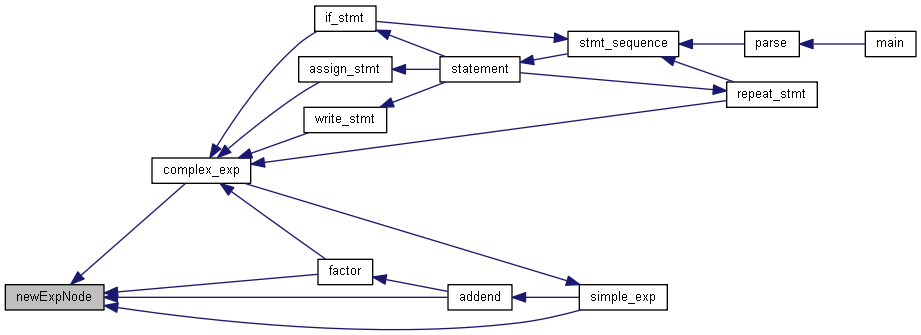 if_stmt
stmt_sequence
parse
main
assign_stmt
statement
repeat_stmt
write_stmt
complex_exp
factor
newExpNode
addend
simple_exp